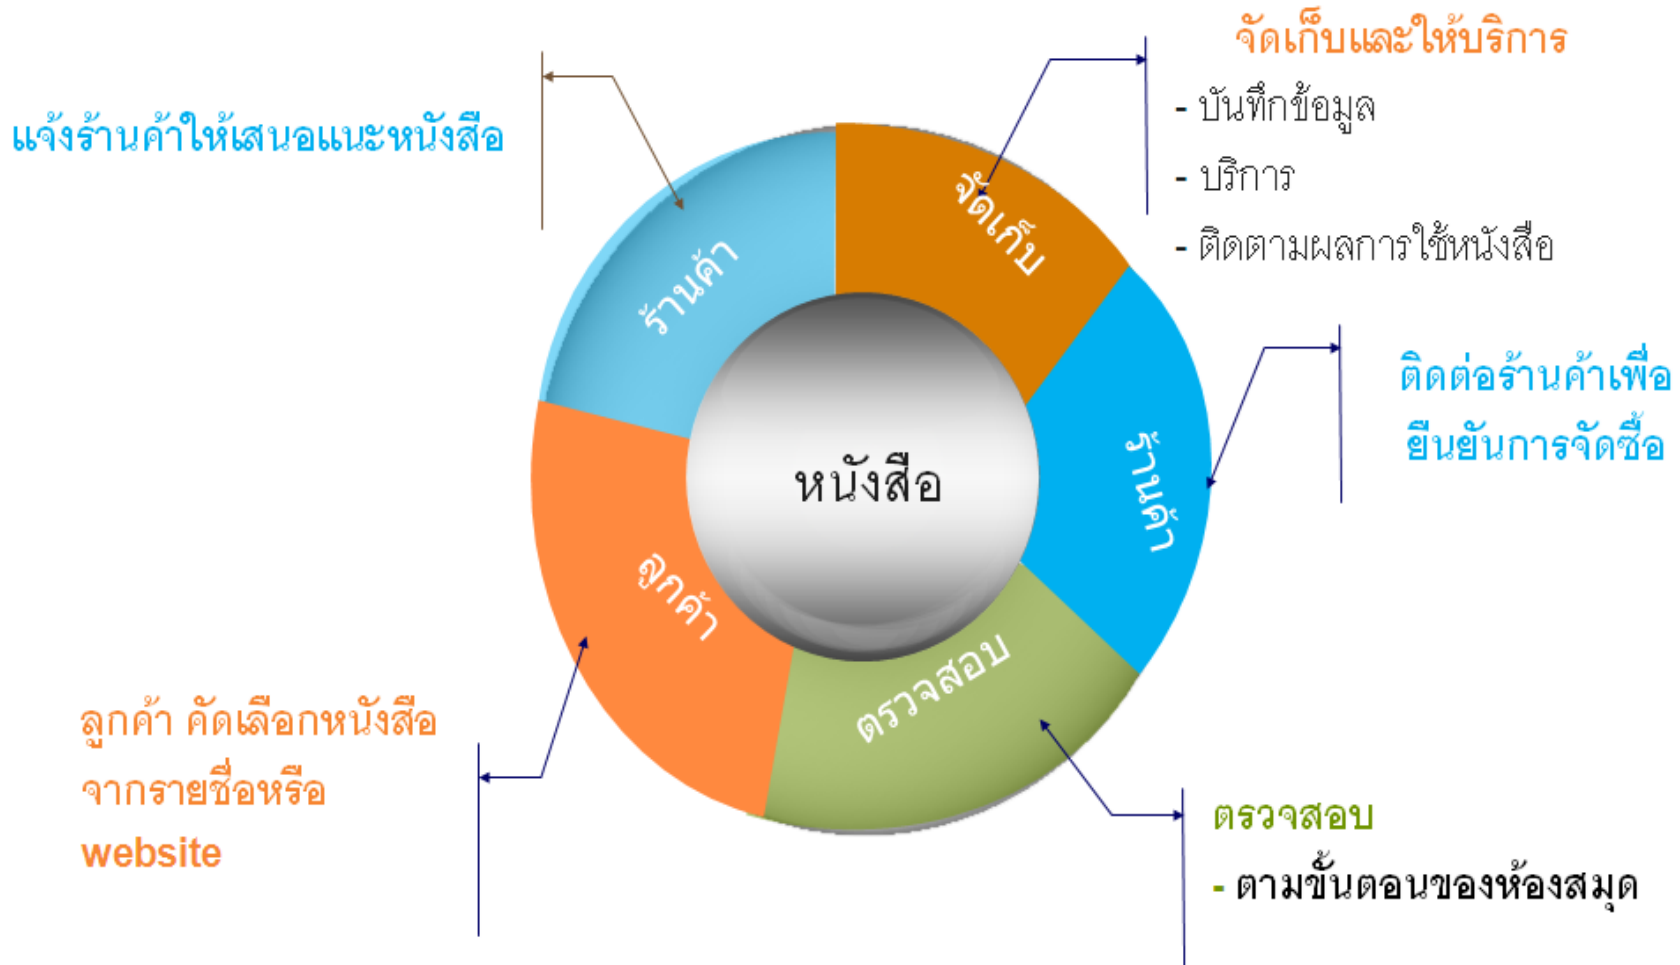 จัดเก็บและให้บริการ
- บันทึกข้อมูล
- บริการ
- ติดตามผลการใช้หนังสือ
แจ้งร้านค้าให้เสนอแนะหนังสือ
จัดเก็บ
ร้านค้า
ติดต่อร้านค้าเพื่อ
ยืนยันการจัดซื้อ
ร้านค้า
หนังสือ
ลูกค้า
ตรวจสอบ
ลูกค้า คัดเลือกหนังสือ
จากรายชื่อหรือ
website
ตรวจสอบ
- ตามขั้นตอนของห้องสมุด